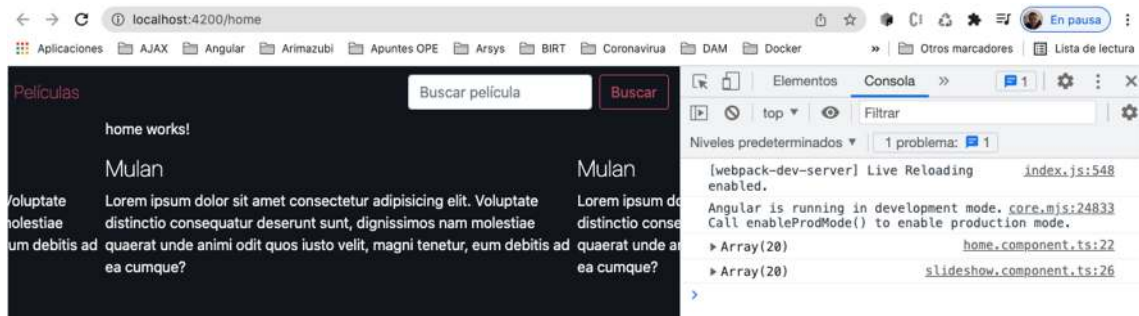 localhost:4200/home
En pausa
Aplicaciones AJAX Angular Arimazubi Apuntes OPE Arsys BIRT Coronavirua DAM Docker » Otros marcadores Lista de lectura
Películas Buscar película Buscar
home works!
Mulan Mulan
Voluptate Lorem ipsum dolor sit amet consectetur adipisicing elit. Voluptate Lorem ipsum do
molestiae distinctio consequatur deserunt sunt, dignissimos nam molestiae distinctio conse
um debitis ad quaerat unde animi odit quos iusto velit, magni tenetur, eum debitis ad quaerat unde a
ea cumque? ea cumque?
Elementos Consola » 1
top ▼ Filtrar
Niveles predeterminados ▼ 1 problema: 1
[webpack-dev-server] Live Reloading index.js:548
enabled.
Angular is running in development mode. core.mjs:24833
Call enableProdMode() to enable production mode.
▶ Array(20) home.component.ts:22
▶ Array(20) slideshow.component.ts:26
>